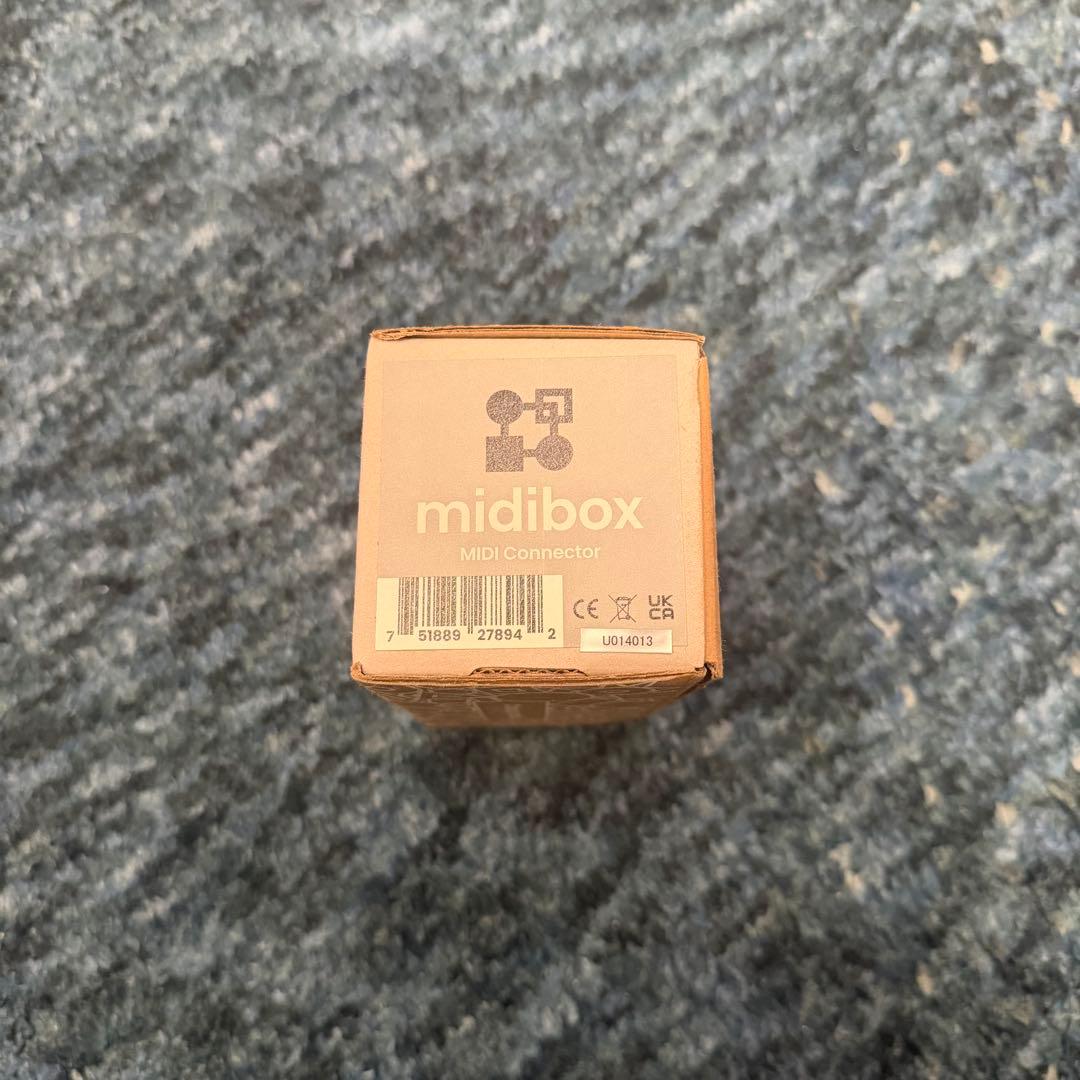 midibox
MIDI Connector
7 51889 27894 2
CE
UK
CA
U014013